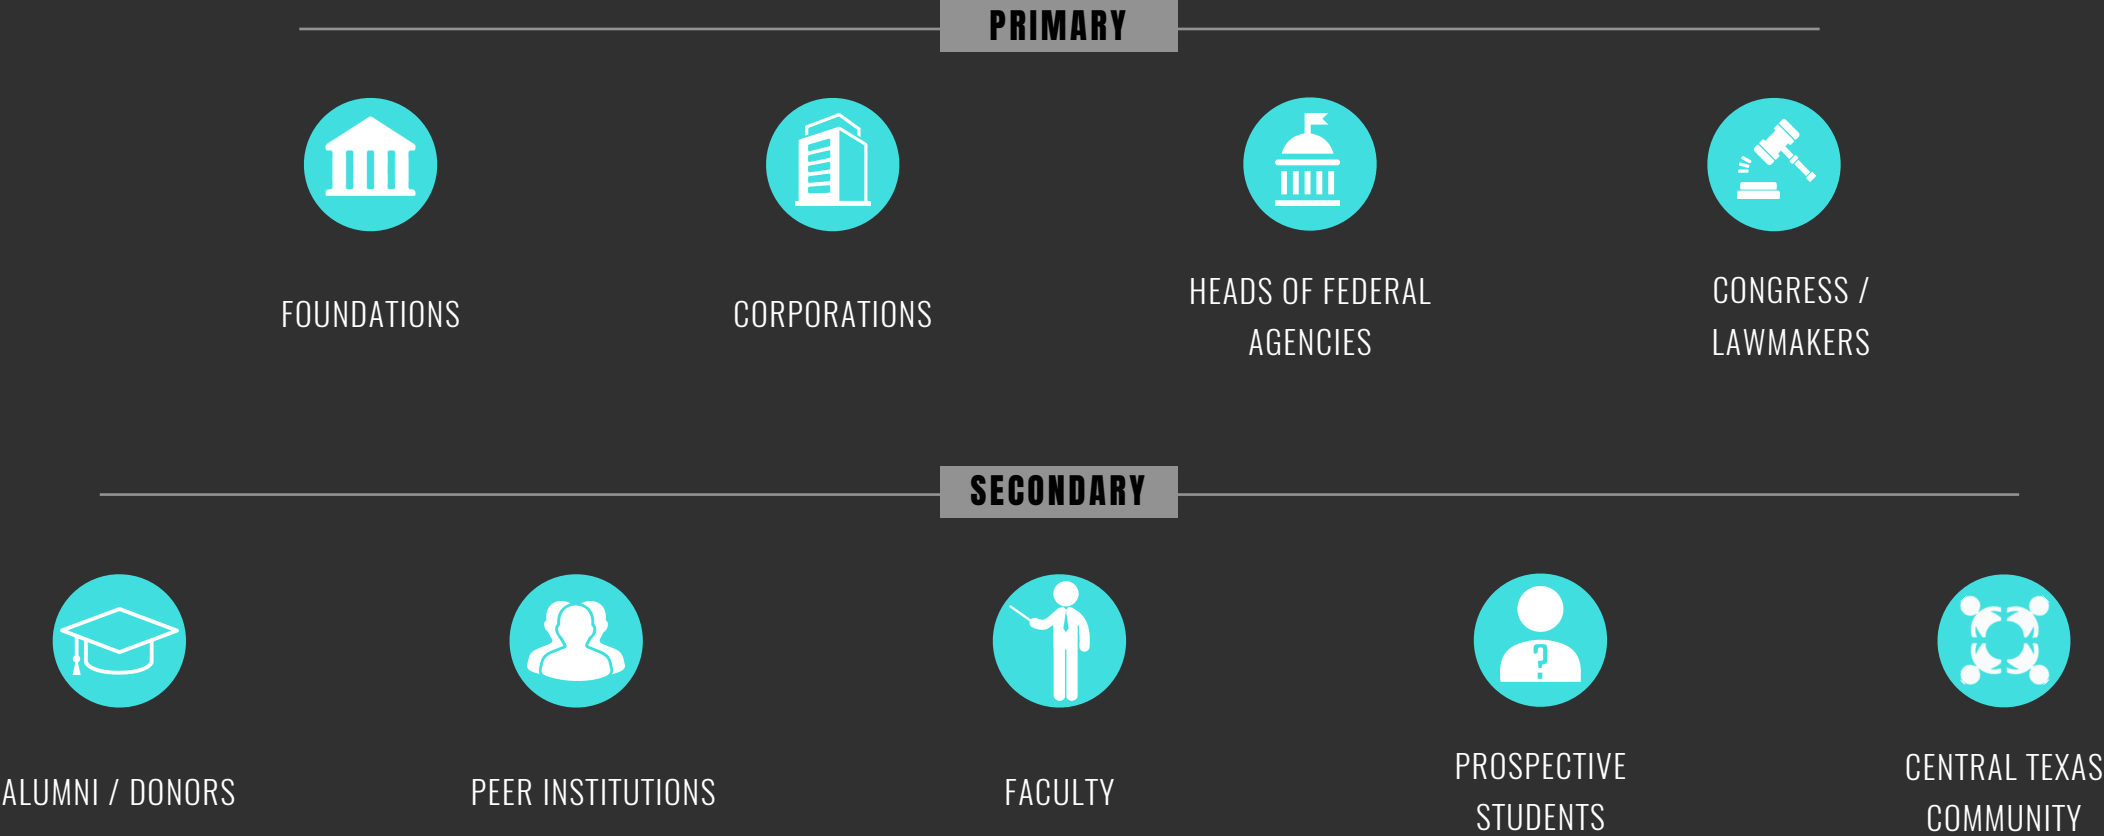 PRIMARY
FOUNDATIONS
CORPORATIONS
HEADS OF FEDERAL
AGENCIES
CONGRESS /
LAWMAKERS
SECONDARY
ALUMNI / DONORS
PEER INSTITUTIONS
FACULTY
?
PROSPECTIVE
STUDENTS
CENTRAL TEXAS
COMMUNITY